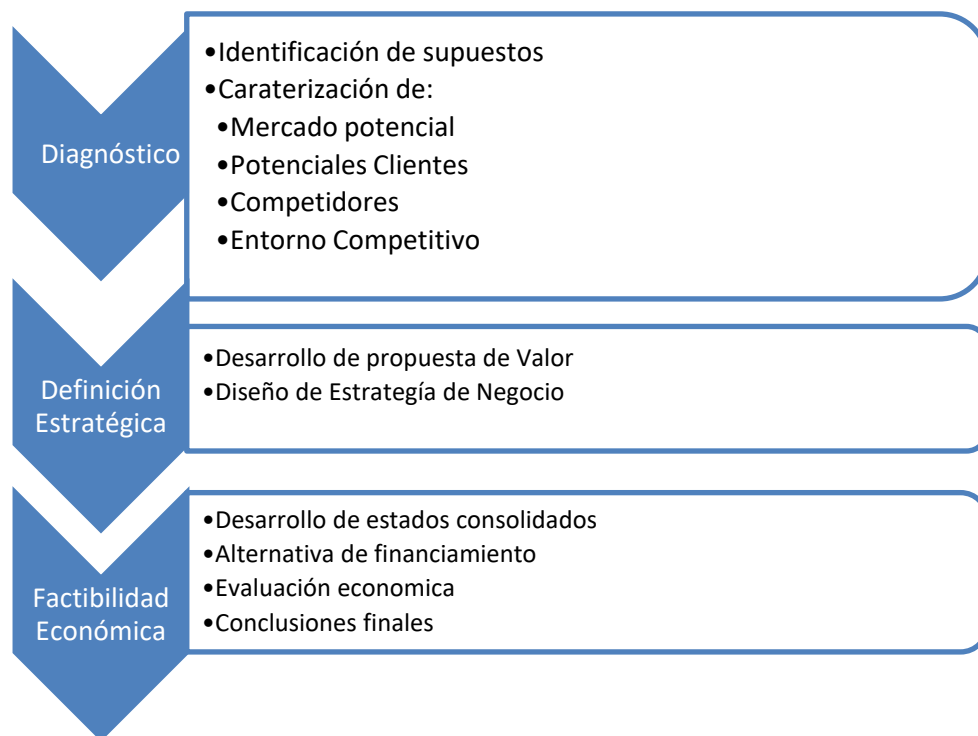 Diagnóstico
•Identificación de supuestos
•Caraterización de:
•Mercado potencial
•Potenciales Clientes
•Competidores
•Entorno Competitivo
Definición
Estratégica
•Desarrollo de propuesta de Valor
•Diseño de Estrategía de Negocio
Factibilidad
Económica
•Desarrollo de estados consolidados
•Alternativa de financiamiento
•Evaluación economica
•Conclusiones finales